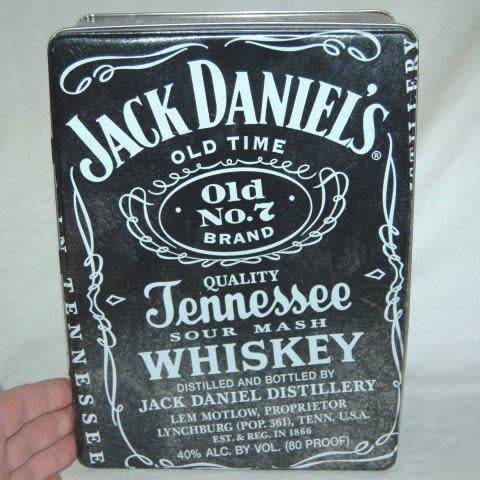 JACK DANIEL'S
®
OLD TIME
Old
No.7
BRAND
QUALITY
Tennessee
SOUR MASH
WHISKEY
DISTILLED AND BOTTLED BY
JACK DANIEL DISTILLERY
LEM MOTLOW, PROPRIETOR
LYNCHBURG (POP. 361), TENN. U.S.A.
EST. & REG. IN 1866
40% ALC. BY VOL. (80 PROOF)
IN TENNESSEE